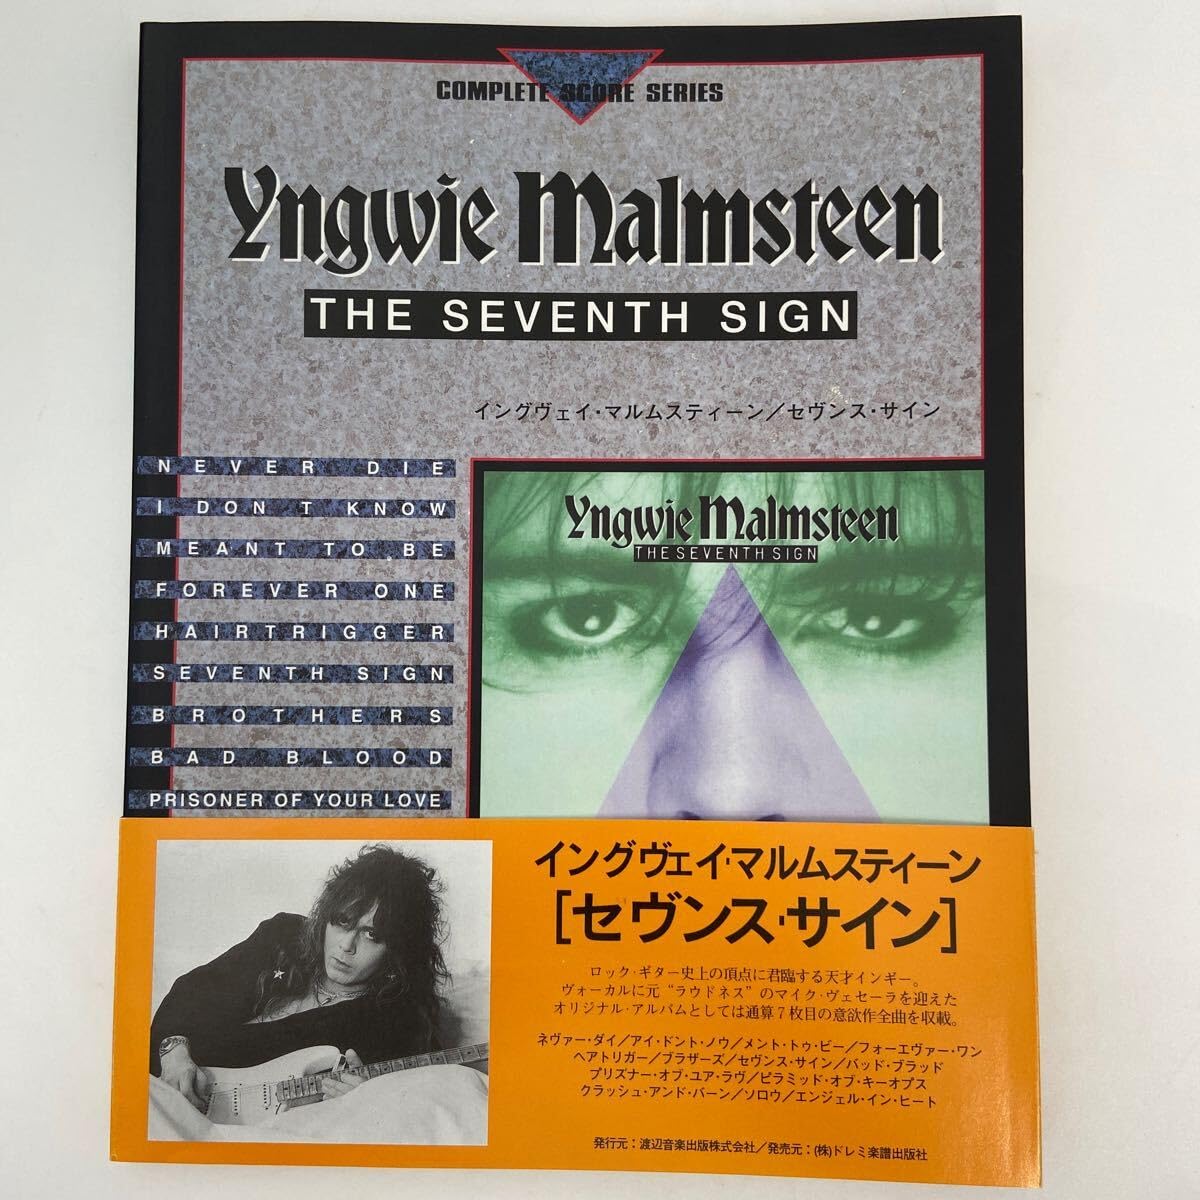 COMPLETE SCORE SERIES
Yngwie Malmsteen
THE SEVENTH SIGN
イングヴェイ・マルムスティーン／セヴンス・サイン
NEVER DIE
I DON T KNOW
MEANT TO BE
FOREVER ONE
HAIRTRIGGER
SEVENTH SIGN
BROTHERS
BAD BLOOD
PRISONER OF YOUR LOVE
Yngwie Malmsteen
THE SEVENTH SIGN
イングヴェイ・マルムスティーン
［セヴンス・サイン］
ロック・ギター史上の頂点に君臨する天才インギー。
ヴォーカルに元“ラウドネス”のマイク・ヴェセーラを迎えた
オリジナル・アルバムとしては通算7枚目の意欲作全曲を収載。
ネヴァー・ダイ／アイ・ドント・ノウ／メント・トゥ・ビー／フォーエヴァー・ワン
ヘアトリガー／ブラザーズ／セヴンス・サイン／バッド・ブラッド
プリズナー・オブ・ユア・ラヴ／ピラミッド・オブ・キーオプス
クラッシュ・アンド・バーン／ソロウ／エンジェル・イン・ヒート
発行元：渡辺音楽出版株式会社／発売元：(株)ドレミ楽譜出版社